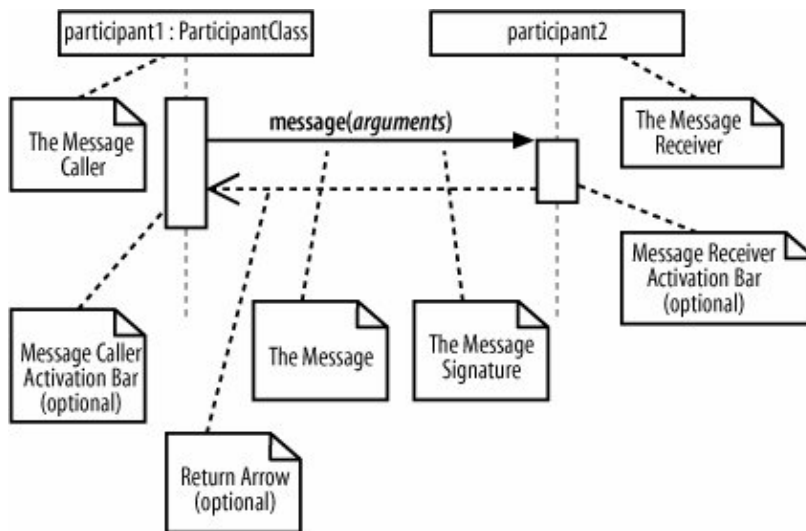 participant1 : ParticipantClass
participant2
The Message
Caller
message(arguments)
The Message
Receiver
Message Receiver
Activation Bar
(optional)
Message Caller
Activation Bar
(optional)
The Message
The Message
Signature
Return Arrow
(optional)